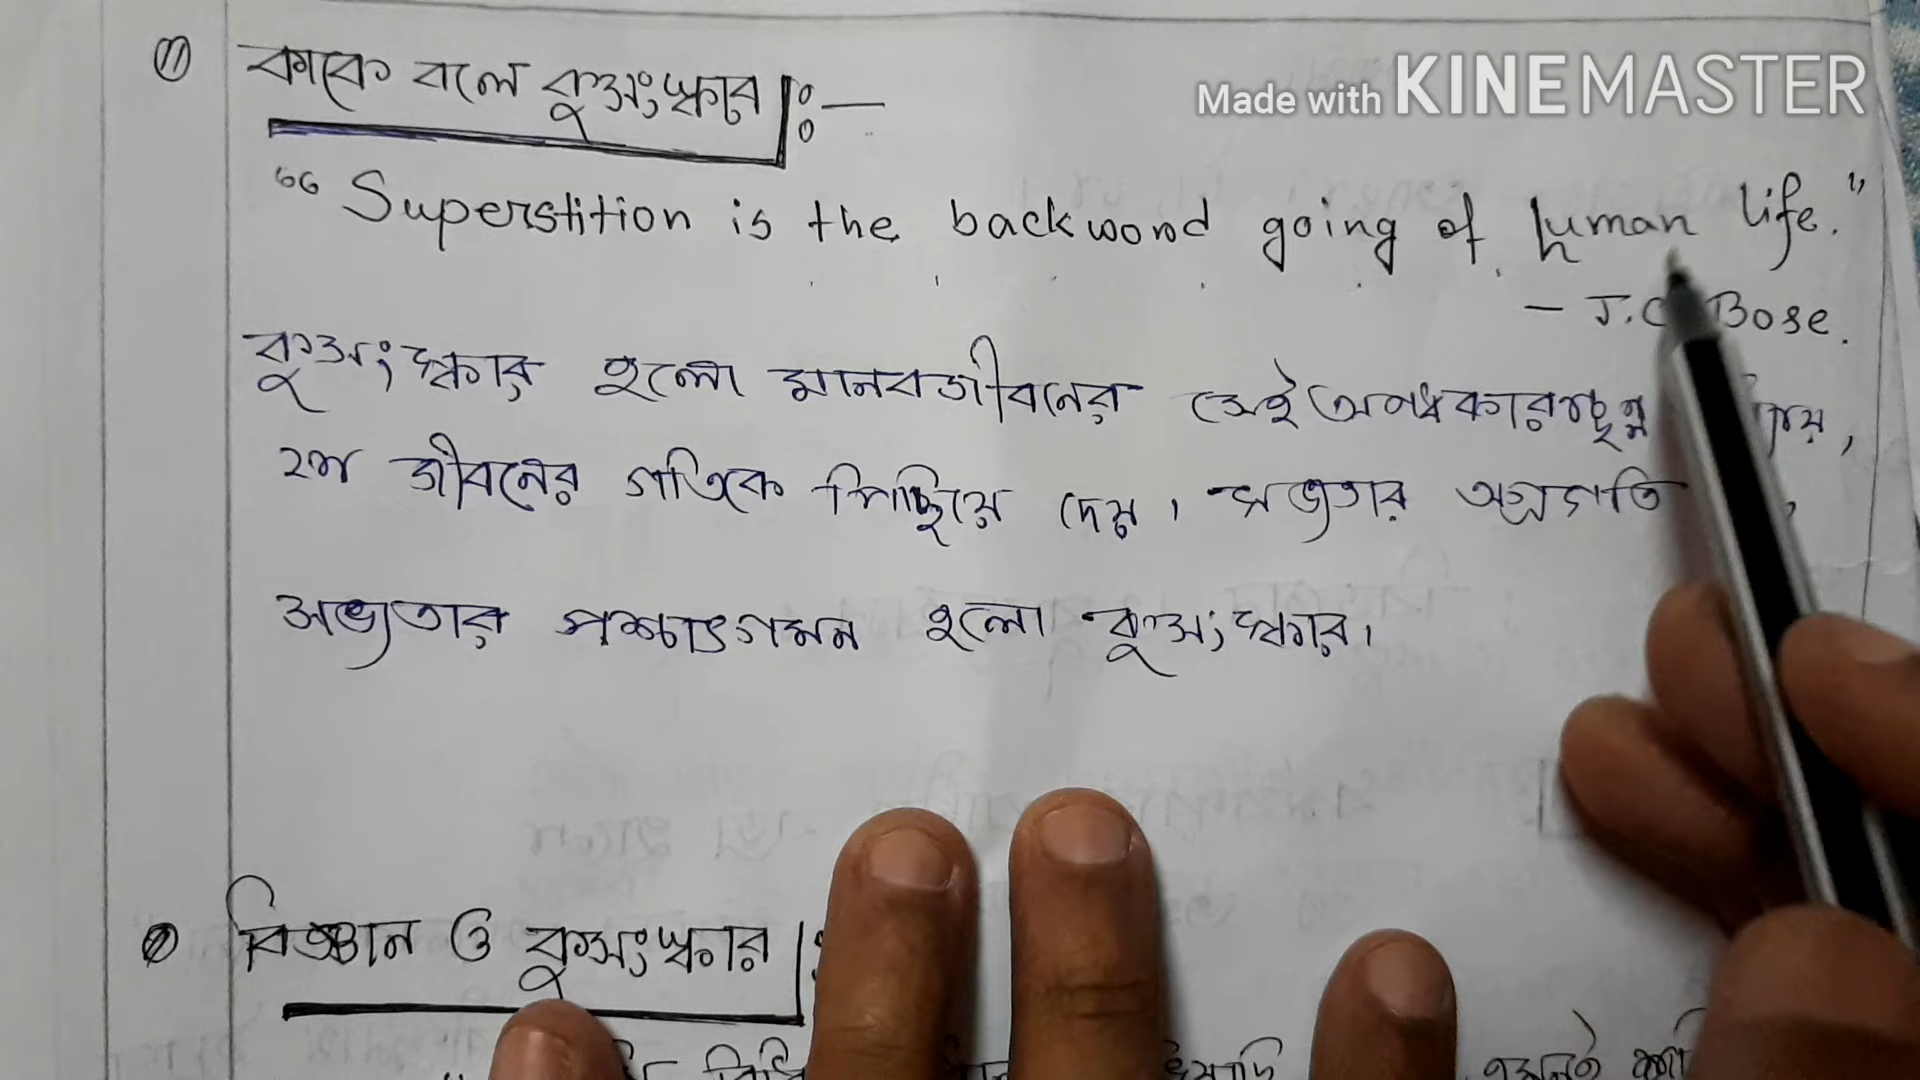 Made with KINEMASTER
⑪ কাকে বলে কুসংস্কার :—
"Superstition is the backword going of human life."
— J.C Bose.
কুসংস্কার হলো মানবজীবনের সেই অন্ধকারাচ্ছন্ন
যা জীবনের গতিকে পিছিয়ে দেয়। সভ্যতার অগ্রগতি
সভ্যতার পশ্চাৎগমন হলো কুসংস্কার।
বিজ্ঞান ও কুসংস্কার